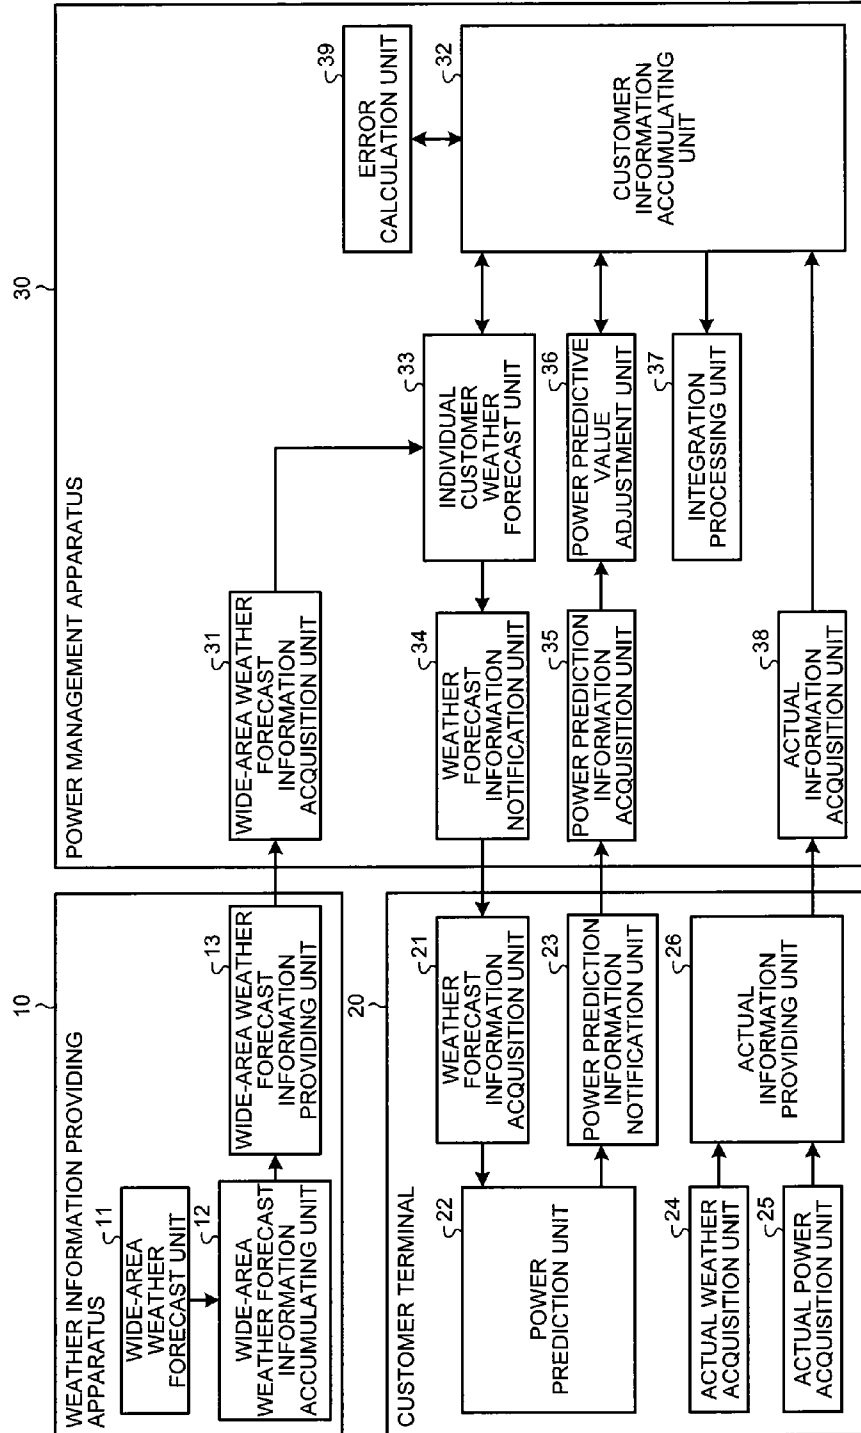 10
WEATHER INFORMATION PROVIDING
APPARATUS
11
WIDE-AREA
WEATHER
FORECAST UNIT
12
WIDE-AREA
WEATHER FORECAST
INFORMATION
ACCUMULATING UNIT
13
WIDE-AREA WEATHER
FORECAST
INFORMATION
PROVIDING UNIT
20
CUSTOMER TERMINAL
21
WEATHER
FORECAST
INFORMATION
ACQUISITION UNIT
22
POWER
PREDICTION UNIT
23
POWER PREDICTION
INFORMATION
NOTIFICATION UNIT
24
ACTUAL WEATHER
ACQUISITION UNIT
25
ACTUAL POWER
ACQUISITION UNIT
26
ACTUAL
INFORMATION
PROVIDING UNIT
30
POWER MANAGEMENT APPARATUS
31
WIDE-AREA WEATHER
FORECAST
INFORMATION
ACQUISITION UNIT
39
ERROR
CALCULATION UNIT
32
CUSTOMER
INFORMATION
ACCUMULATING
UNIT
33
INDIVIDUAL
CUSTOMER
WEATHER
FORECAST UNIT
34
WEATHER
FORECAST
INFORMATION
NOTIFICATION UNIT
35
POWER PREDICTION
INFORMATION
ACQUISITION UNIT
36
POWER PREDICTIVE
VALUE
ADJUSTMENT UNIT
37
INTEGRATION
PROCESSING UNIT
38
ACTUAL
INFORMATION
ACQUISITION UNIT